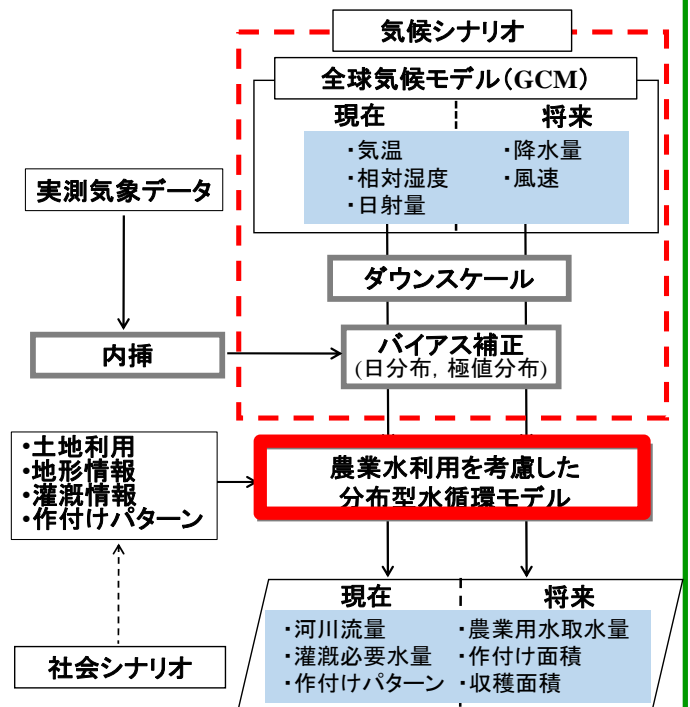 気候シナリオ
全球気候モデル(GCM)
現在 将来
・気温 ・降水量
・相対湿度 ・風速
・日射量
実測気象データ
ダウンスケール
内挿
バイアス補正
(日分布, 極値分布)
・土地利用
・地形情報
・灌漑情報
・作付けパターン
農業水利用を考慮した
分布型水循環モデル
現在 将来
・河川流量 ・農業用水取水量
・灌漑必要水量 ・作付け面積
・作付けパターン ・収穫面積
社会シナリオ